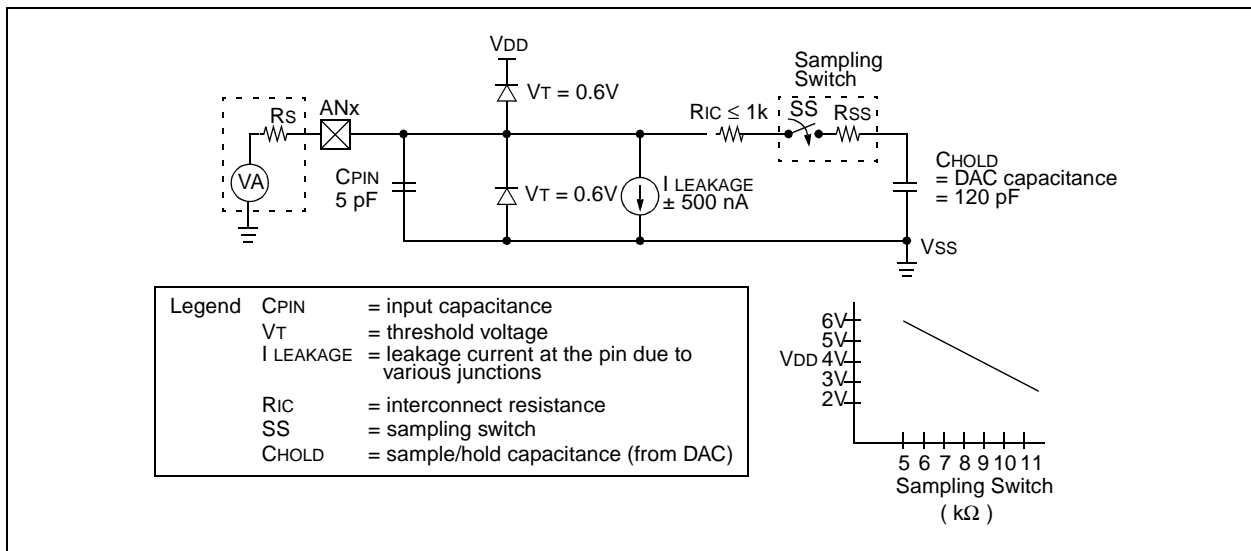 VDD
Sampling
Switch
VT = 0.6V
RS
ANx
RIC ≤ 1k
SS
RSS
VA
CPIN
5 pF
VT = 0.6V
I LEAKAGE
± 500 nA
CHOLD
= DAC capacitance
= 120 pF
VSS
Legend CPIN = input capacitance
VT = threshold voltage
I LEAKAGE = leakage current at the pin due to
various junctions
RIC = interconnect resistance
SS = sampling switch
CHOLD = sample/hold capacitance (from DAC)
6V
5V
VDD 4V
3V
2V
5 6 7 8 9 10 11
Sampling Switch
( kΩ )